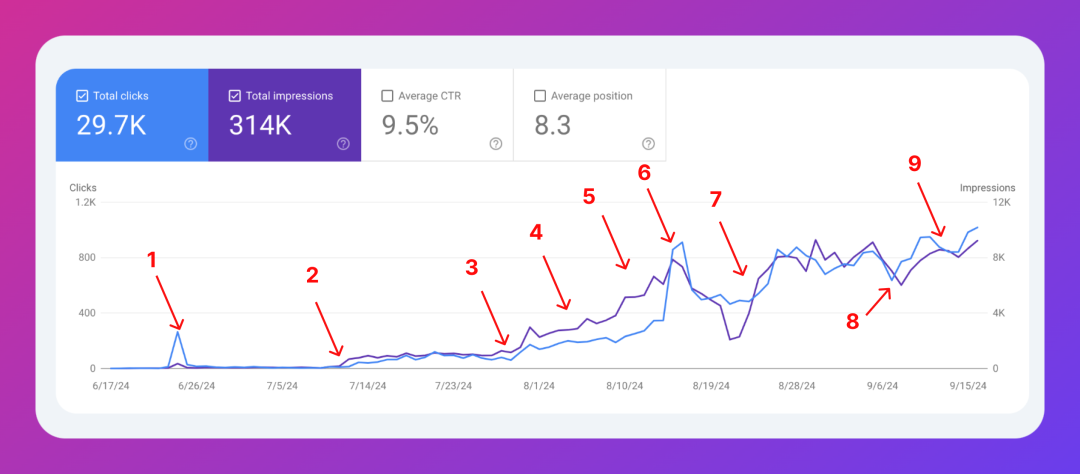 Total clicks
29.7K
Total impressions
314K
Average CTR
9.5%
Average position
8.3
Clicks
Impressions
1.2K
800
400
0
12K
8K
4K
0
1
2
3
4
5
6
7
8
9
6/17/24 6/26/24 7/5/24 7/14/24 7/23/24 8/1/24 8/10/24 8/19/24 8/28/24 9/6/24 9/15/24